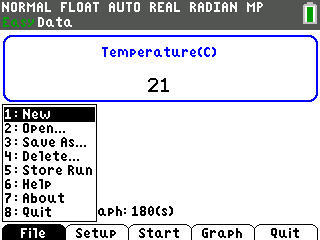 NORMAL FLOAT AUTO REAL RADIAN MP
EasyData
Temperature(C)
21
1:New
2:Open...
3:Save As...
4:Delete...
5:Store Run
6:Help
7:About
8:Quit
aph:180(s)
File Setup Start Graph Quit